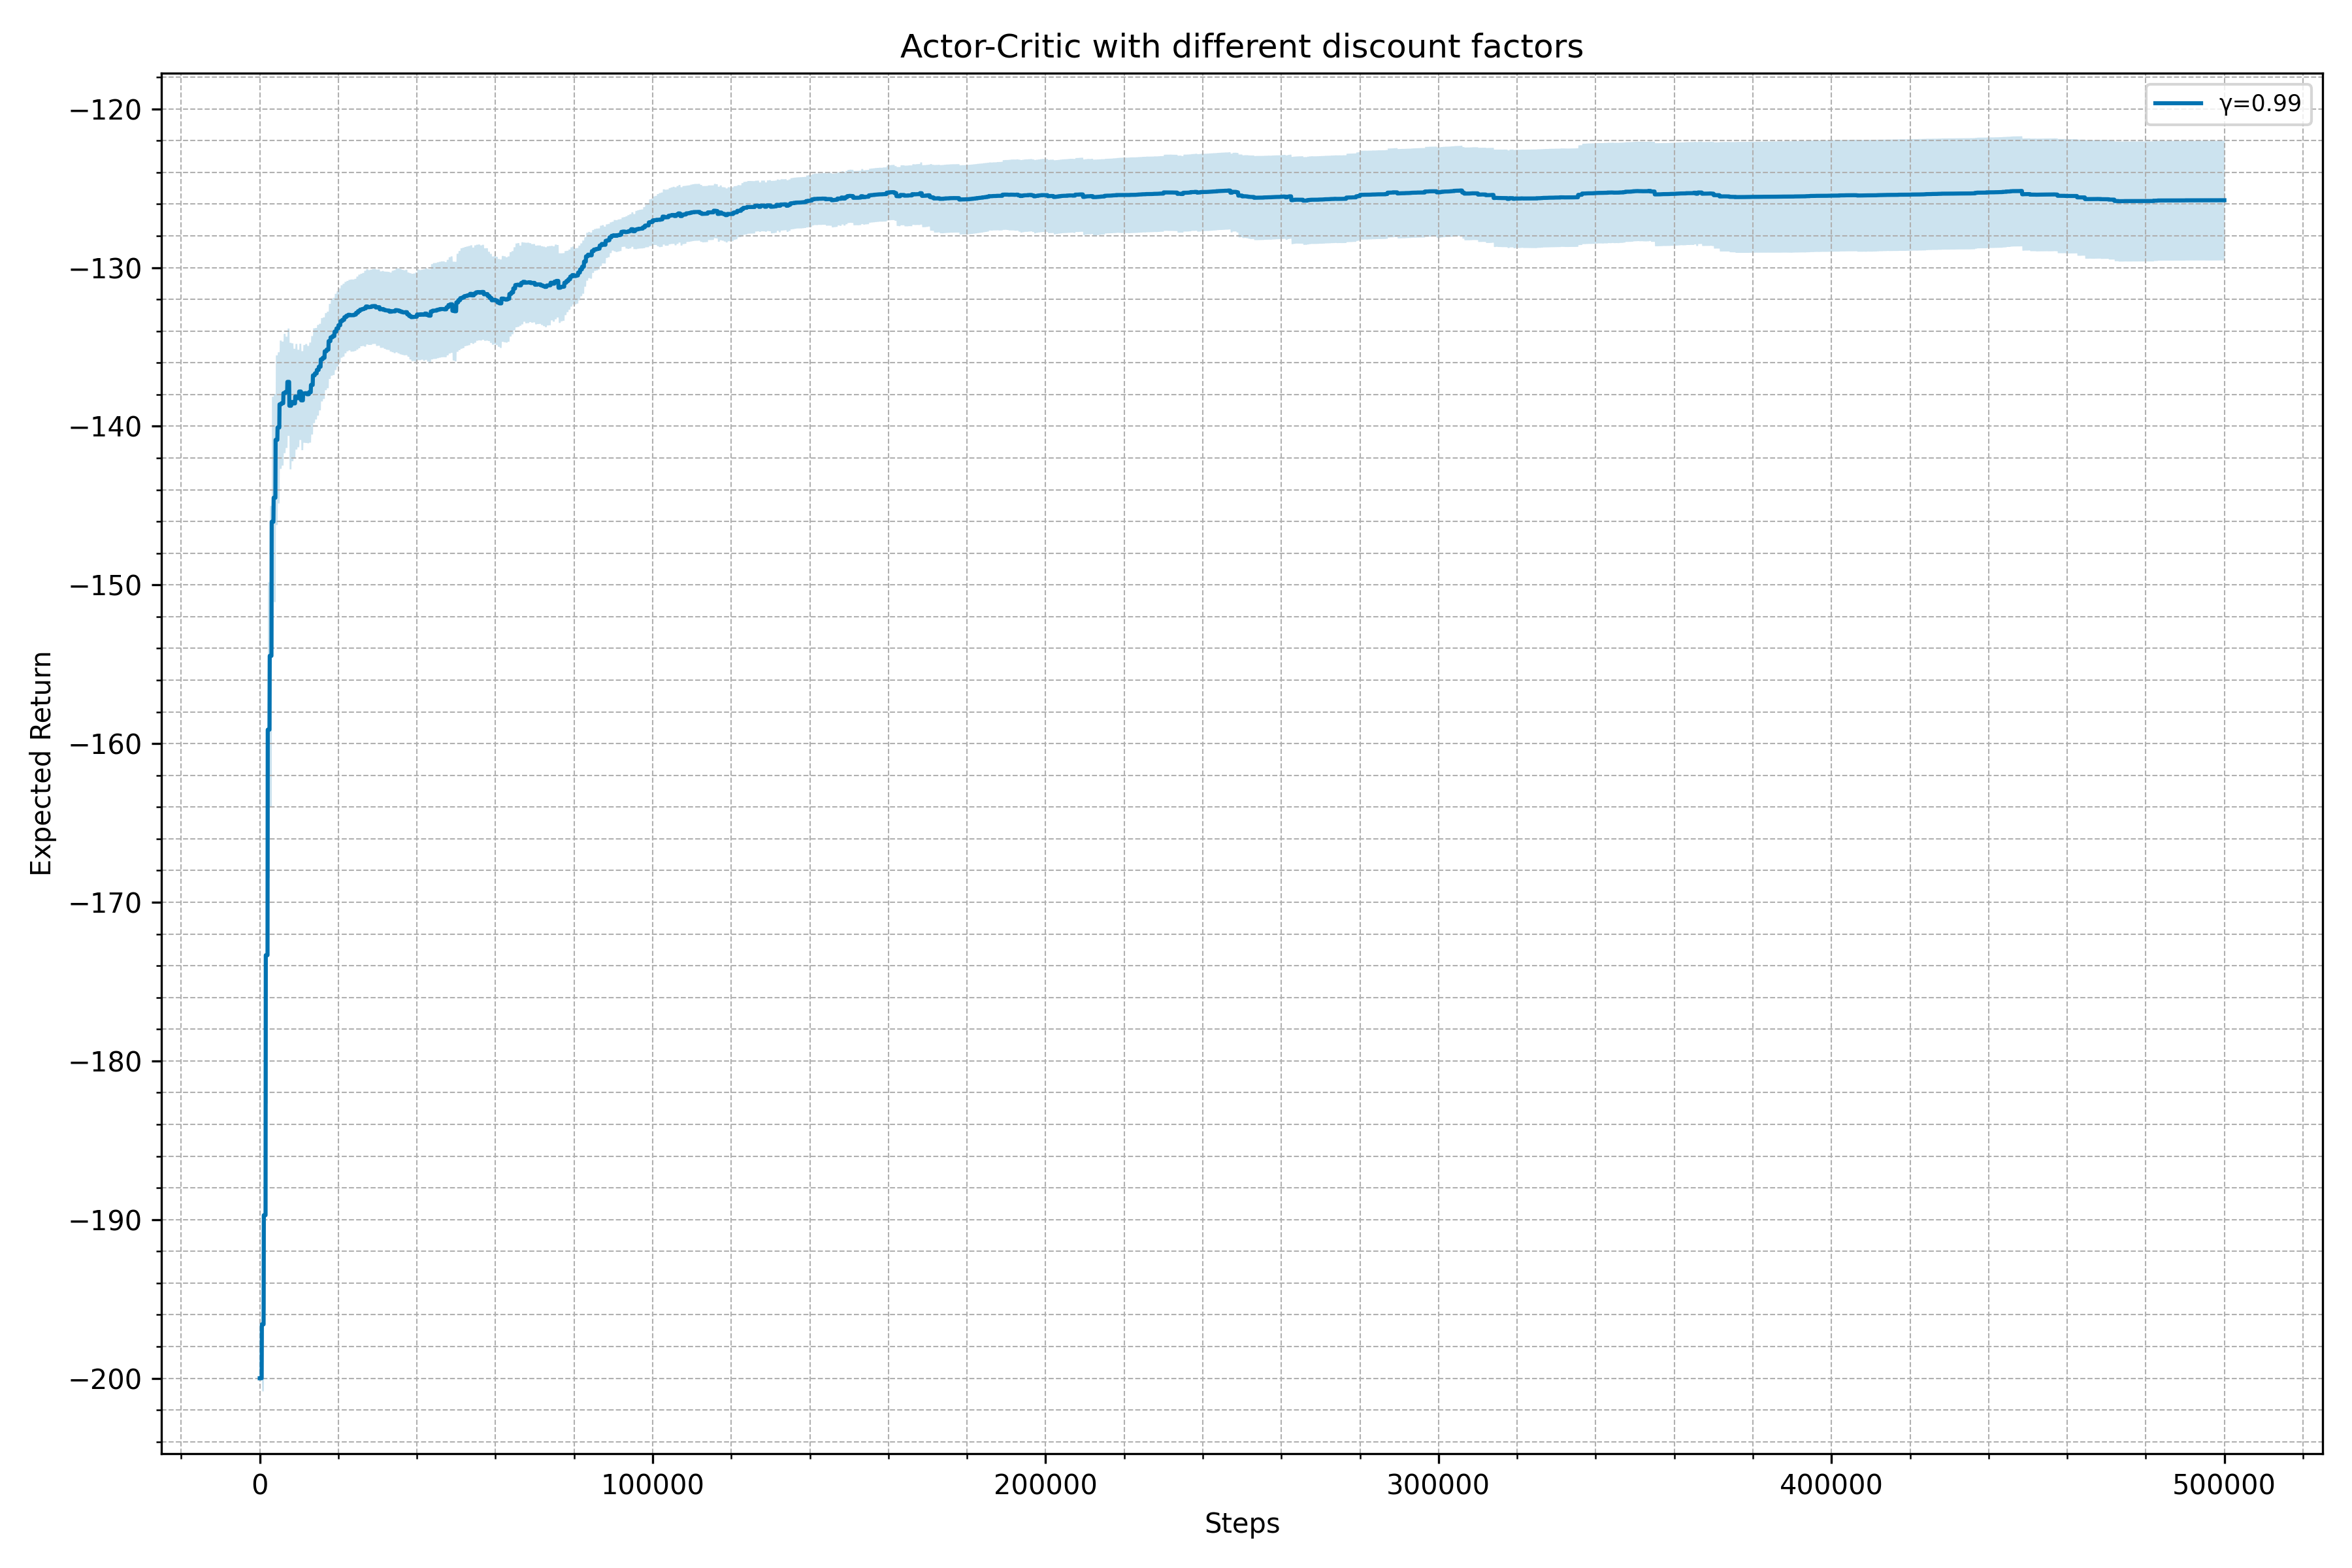 Actor-Critic with different discount factors
γ=0.99
Expected Return
−120
−130
−140
−150
−160
−170
−180
−190
−200
0 100000 200000 300000 400000 500000
Steps